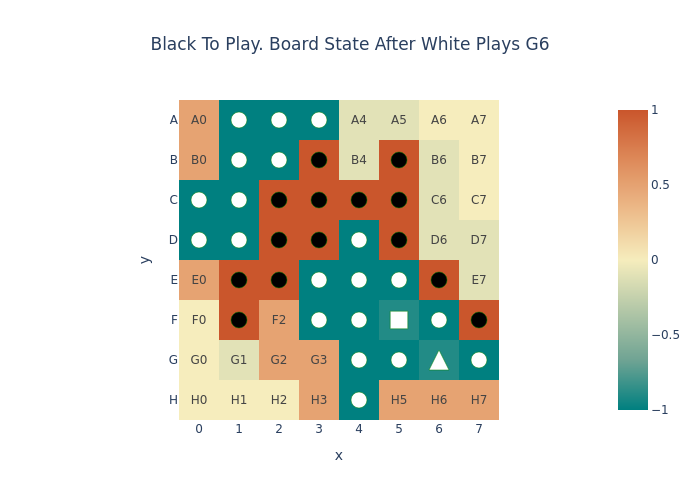 Black To Play. Board State After White Plays G6
A A4 A5 A6 A7
A0
B B0 B4 B6 B7
C C6 C7
D D6 D7
E E0 E7
F F0 F2
G G0 G1 G2 G3
H H0 H1 H2 H3 H5 H6 H7
0 1 2 3 4 5 6 7
x
y
1
0.5
0
−0.5
−1